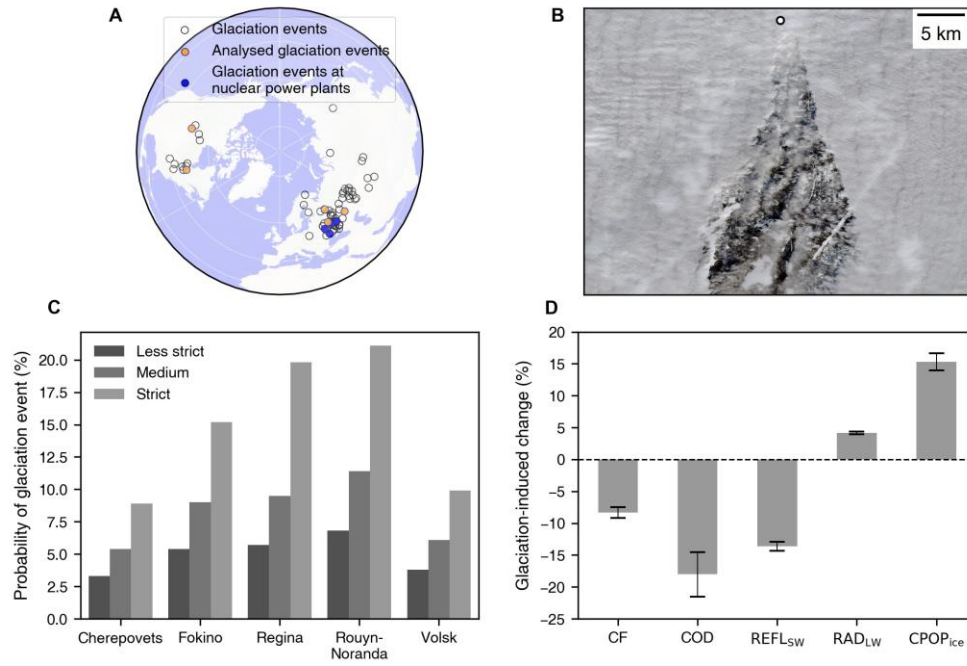 A
Glaciation events
Analysed glaciation events
Glaciation events at
nuclear power plants
B
5 km
C
Probability of glaciation event (%)
20.0
17.5
15.0
12.5
10.0
7.5
5.0
2.5
0.0
Less strict
Medium
Strict
Cherepovets
Fokino
Regina
Rouyn-
Noranda
Volsk
D
Glaciation-induced change (%)
20
15
10
5
0
−5
−10
−15
−20
−25
CF
COD
REFL_SW
RAD_LW
CPOP_ice